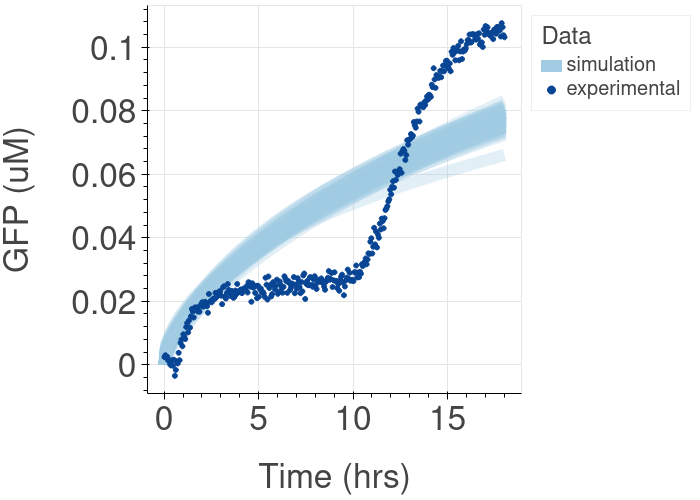 GFP (uM)
0.1
0.08
0.06
0.04
0.02
0
0 5 10 15
Time (hrs)
Data
simulation
experimental